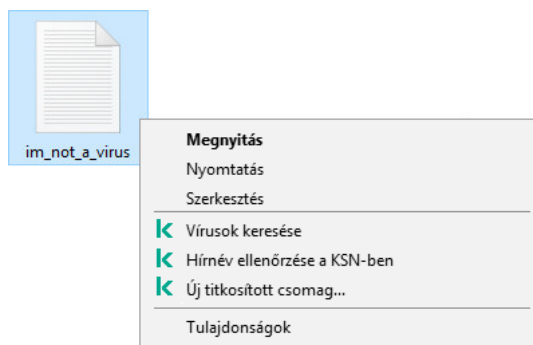 im_not_a_virus
Megnyitás
Nyomtatás
Szerkesztés
Vírusok keresése
Hírnév ellenőrzése a KSN-ben
Új titkosított csomag...
Tulajdonságok